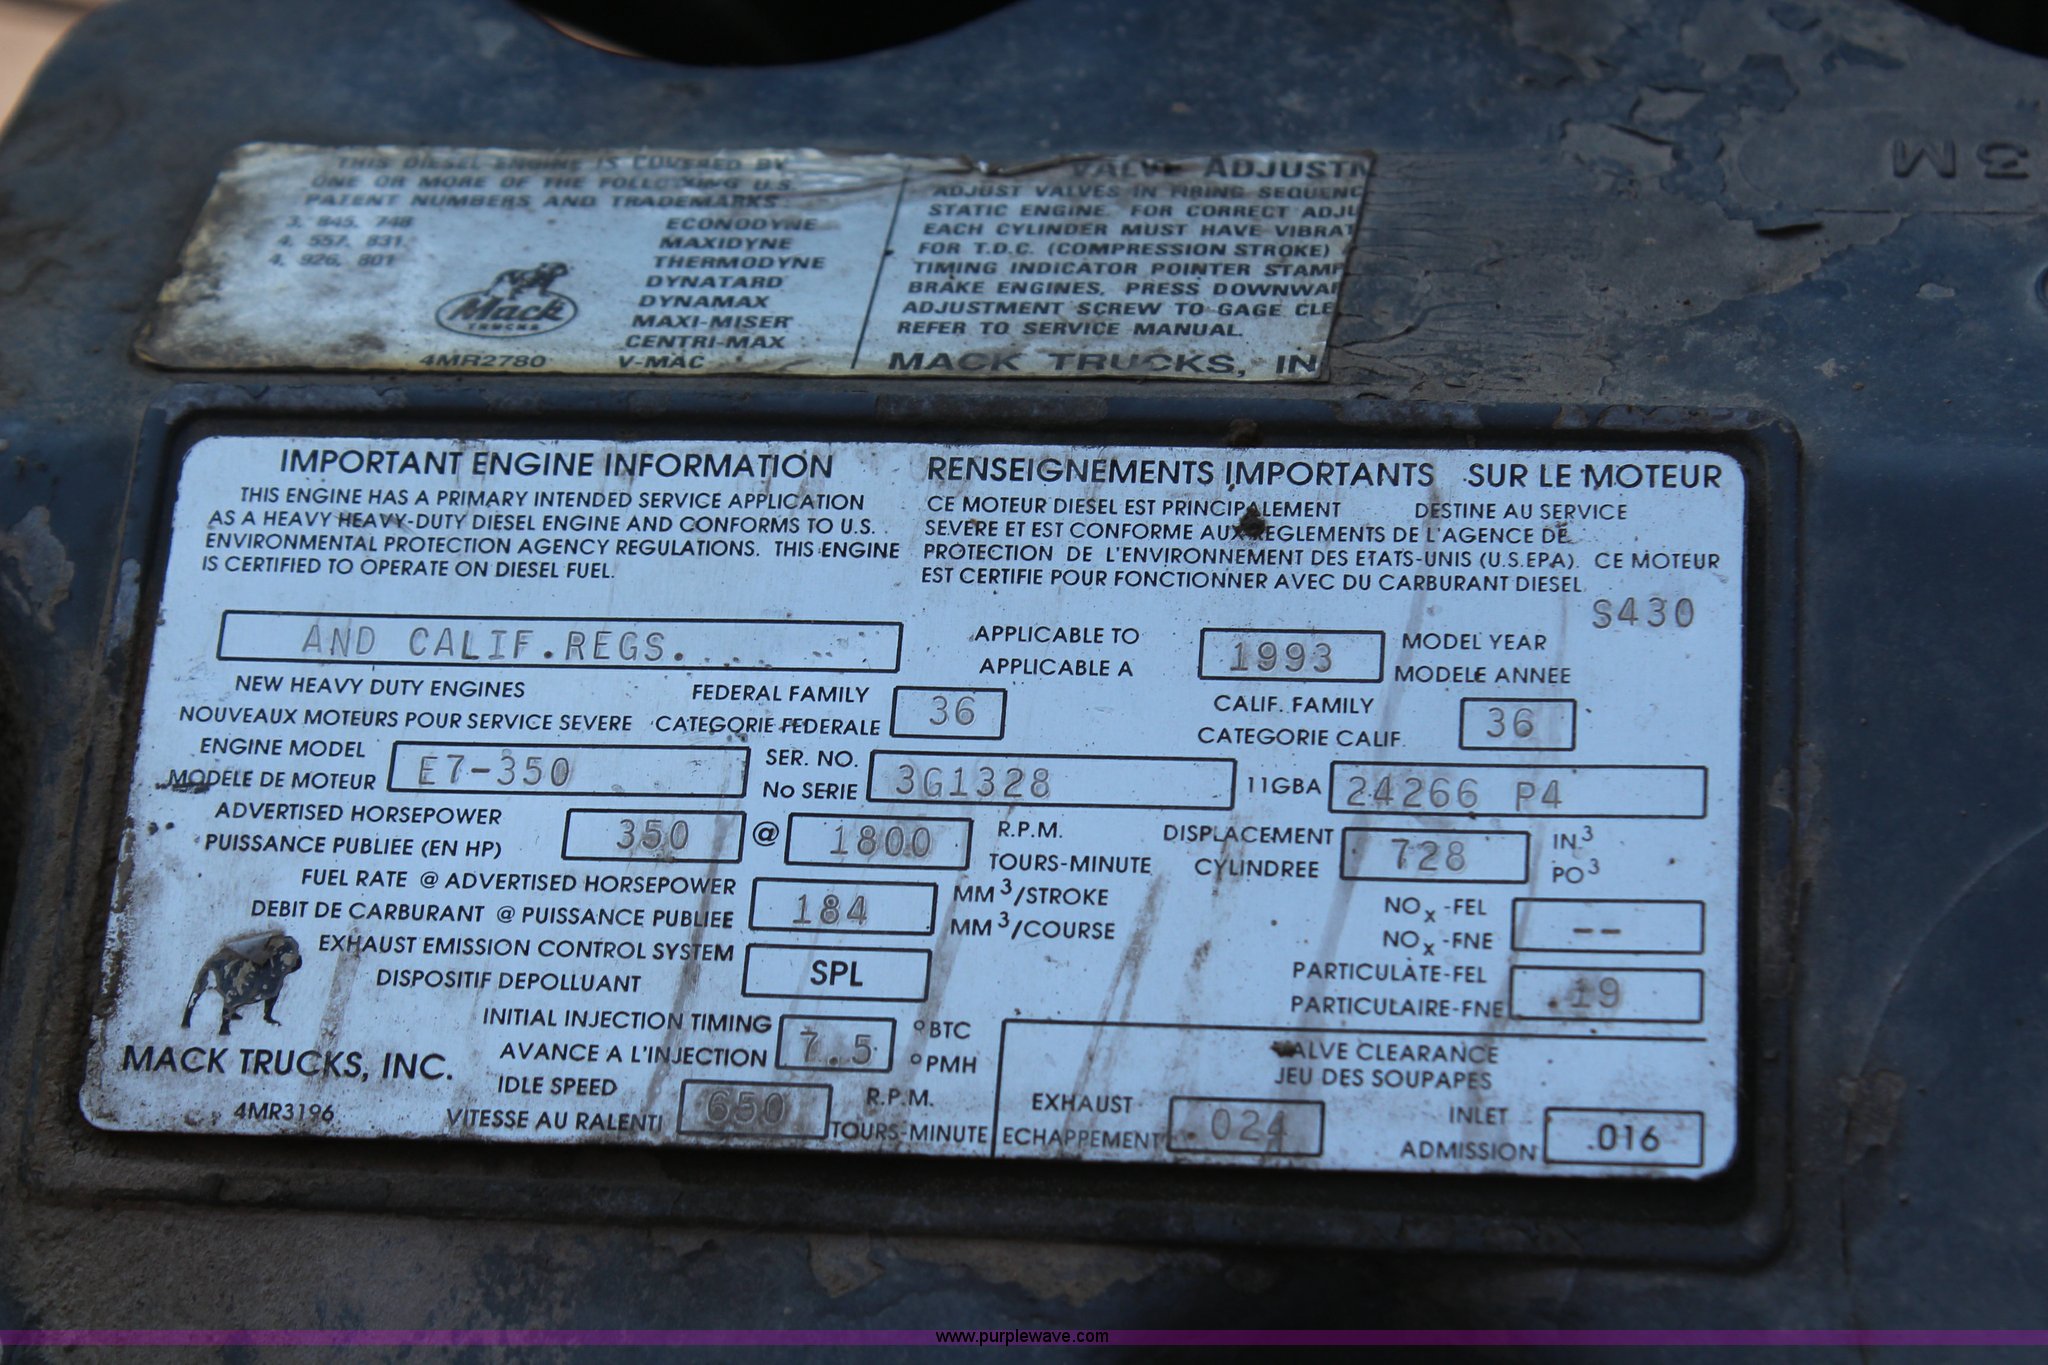 THIS DIESEL ENGINE IS COVERED BY
ONE OR MORE OF THE FOLLOWING U.S.
PATENT NUMBERS AND TRADEMARKS
3, 845, 748
4, 557, 831
4, 926, 801
ECONODYNE
MAXIDYNE
THERMODYNE
DYNATARD
DYNAMAX
MAXI-MISER
CENTRI-MAX
V-MAC
Mack
TRUCKS
4MR2780
VALVE ADJUSTM
ADJUST VALVES IN FIRING SEQUENC
STATIC ENGINE. FOR CORRECT ADJU
EACH CYLINDER MUST HAVE VIBRAT
FOR T.D.C. (COMPRESSION STROKE)
TIMING INDICATOR POINTER STAMP
BRAKE ENGINES, PRESS DOWNWAR
ADJUSTMENT SCREW TO GAGE CLE
REFER TO SERVICE MANUAL.
MACK TRUCKS, IN
3M
IMPORTANT ENGINE INFORMATION
THIS ENGINE HAS A PRIMARY INTENDED SERVICE APPLICATION
AS A HEAVY HEAVY-DUTY DIESEL ENGINE AND CONFORMS TO U.S.
ENVIRONMENTAL PROTECTION AGENCY REGULATIONS. THIS ENGINE
IS CERTIFIED TO OPERATE ON DIESEL FUEL.
RENSEIGNEMENTS IMPORTANTS SUR LE MOTEUR
CE MOTEUR DIESEL EST PRINCIPALEMENT DESTINE AU SERVICE
SEVERE ET EST CONFORME AUX REGLEMENTS DE L'AGENCE DE
PROTECTION DE L'ENVIRONNEMENT DES ETATS-UNIS (U.S.EPA). CE MOTEUR
EST CERTIFIE POUR FONCTIONNER AVEC DU CARBURANT DIESEL.
S430
AND CALIF.REGS.
APPLICABLE TO
APPLICABLE A
1993
MODEL YEAR
MODELE ANNEE
NEW HEAVY DUTY ENGINES
NOUVEAUX MOTEURS POUR SERVICE SEVERE
FEDERAL FAMILY
CATEGORIE FEDERALE
36
CALIF. FAMILY
CATEGORIE CALIF.
36
ENGINE MODEL
MODELE DE MOTEUR
E7-350
SER. NO.
No SERIE
3G1328
11GBA
24266 P4
ADVERTISED HORSEPOWER
PUISSANCE PUBLIEE (EN HP)
350
@
1800
R.P.M.
TOURS-MINUTE
DISPLACEMENT
CYLINDREE
728
IN.3
PO3
FUEL RATE @ ADVERTISED HORSEPOWER
DEBIT DE CARBURANT @ PUISSANCE PUBLIEE
184
MM3/STROKE
MM3/COURSE
NOx-FEL
NOx-FNE
--
EXHAUST EMISSION CONTROL SYSTEM
DISPOSITIF DEPOLLUANT
SPL
PARTICULATE-FEL
PARTICULAIRE-FNE
.19
INITIAL INJECTION TIMING
AVANCE A L'INJECTION
7.5
°BTC
°PMH
MACK TRUCKS, INC.
4MR3196
IDLE SPEED
VITESSE AU RALENTI
650
R.P.M.
TOURS-MINUTE
VALVE CLEARANCE
JEU DES SOUPAPES
EXHAUST
ECHAPPEMENT
.024
INLET
ADMISSION
.016
www.purplewave.com